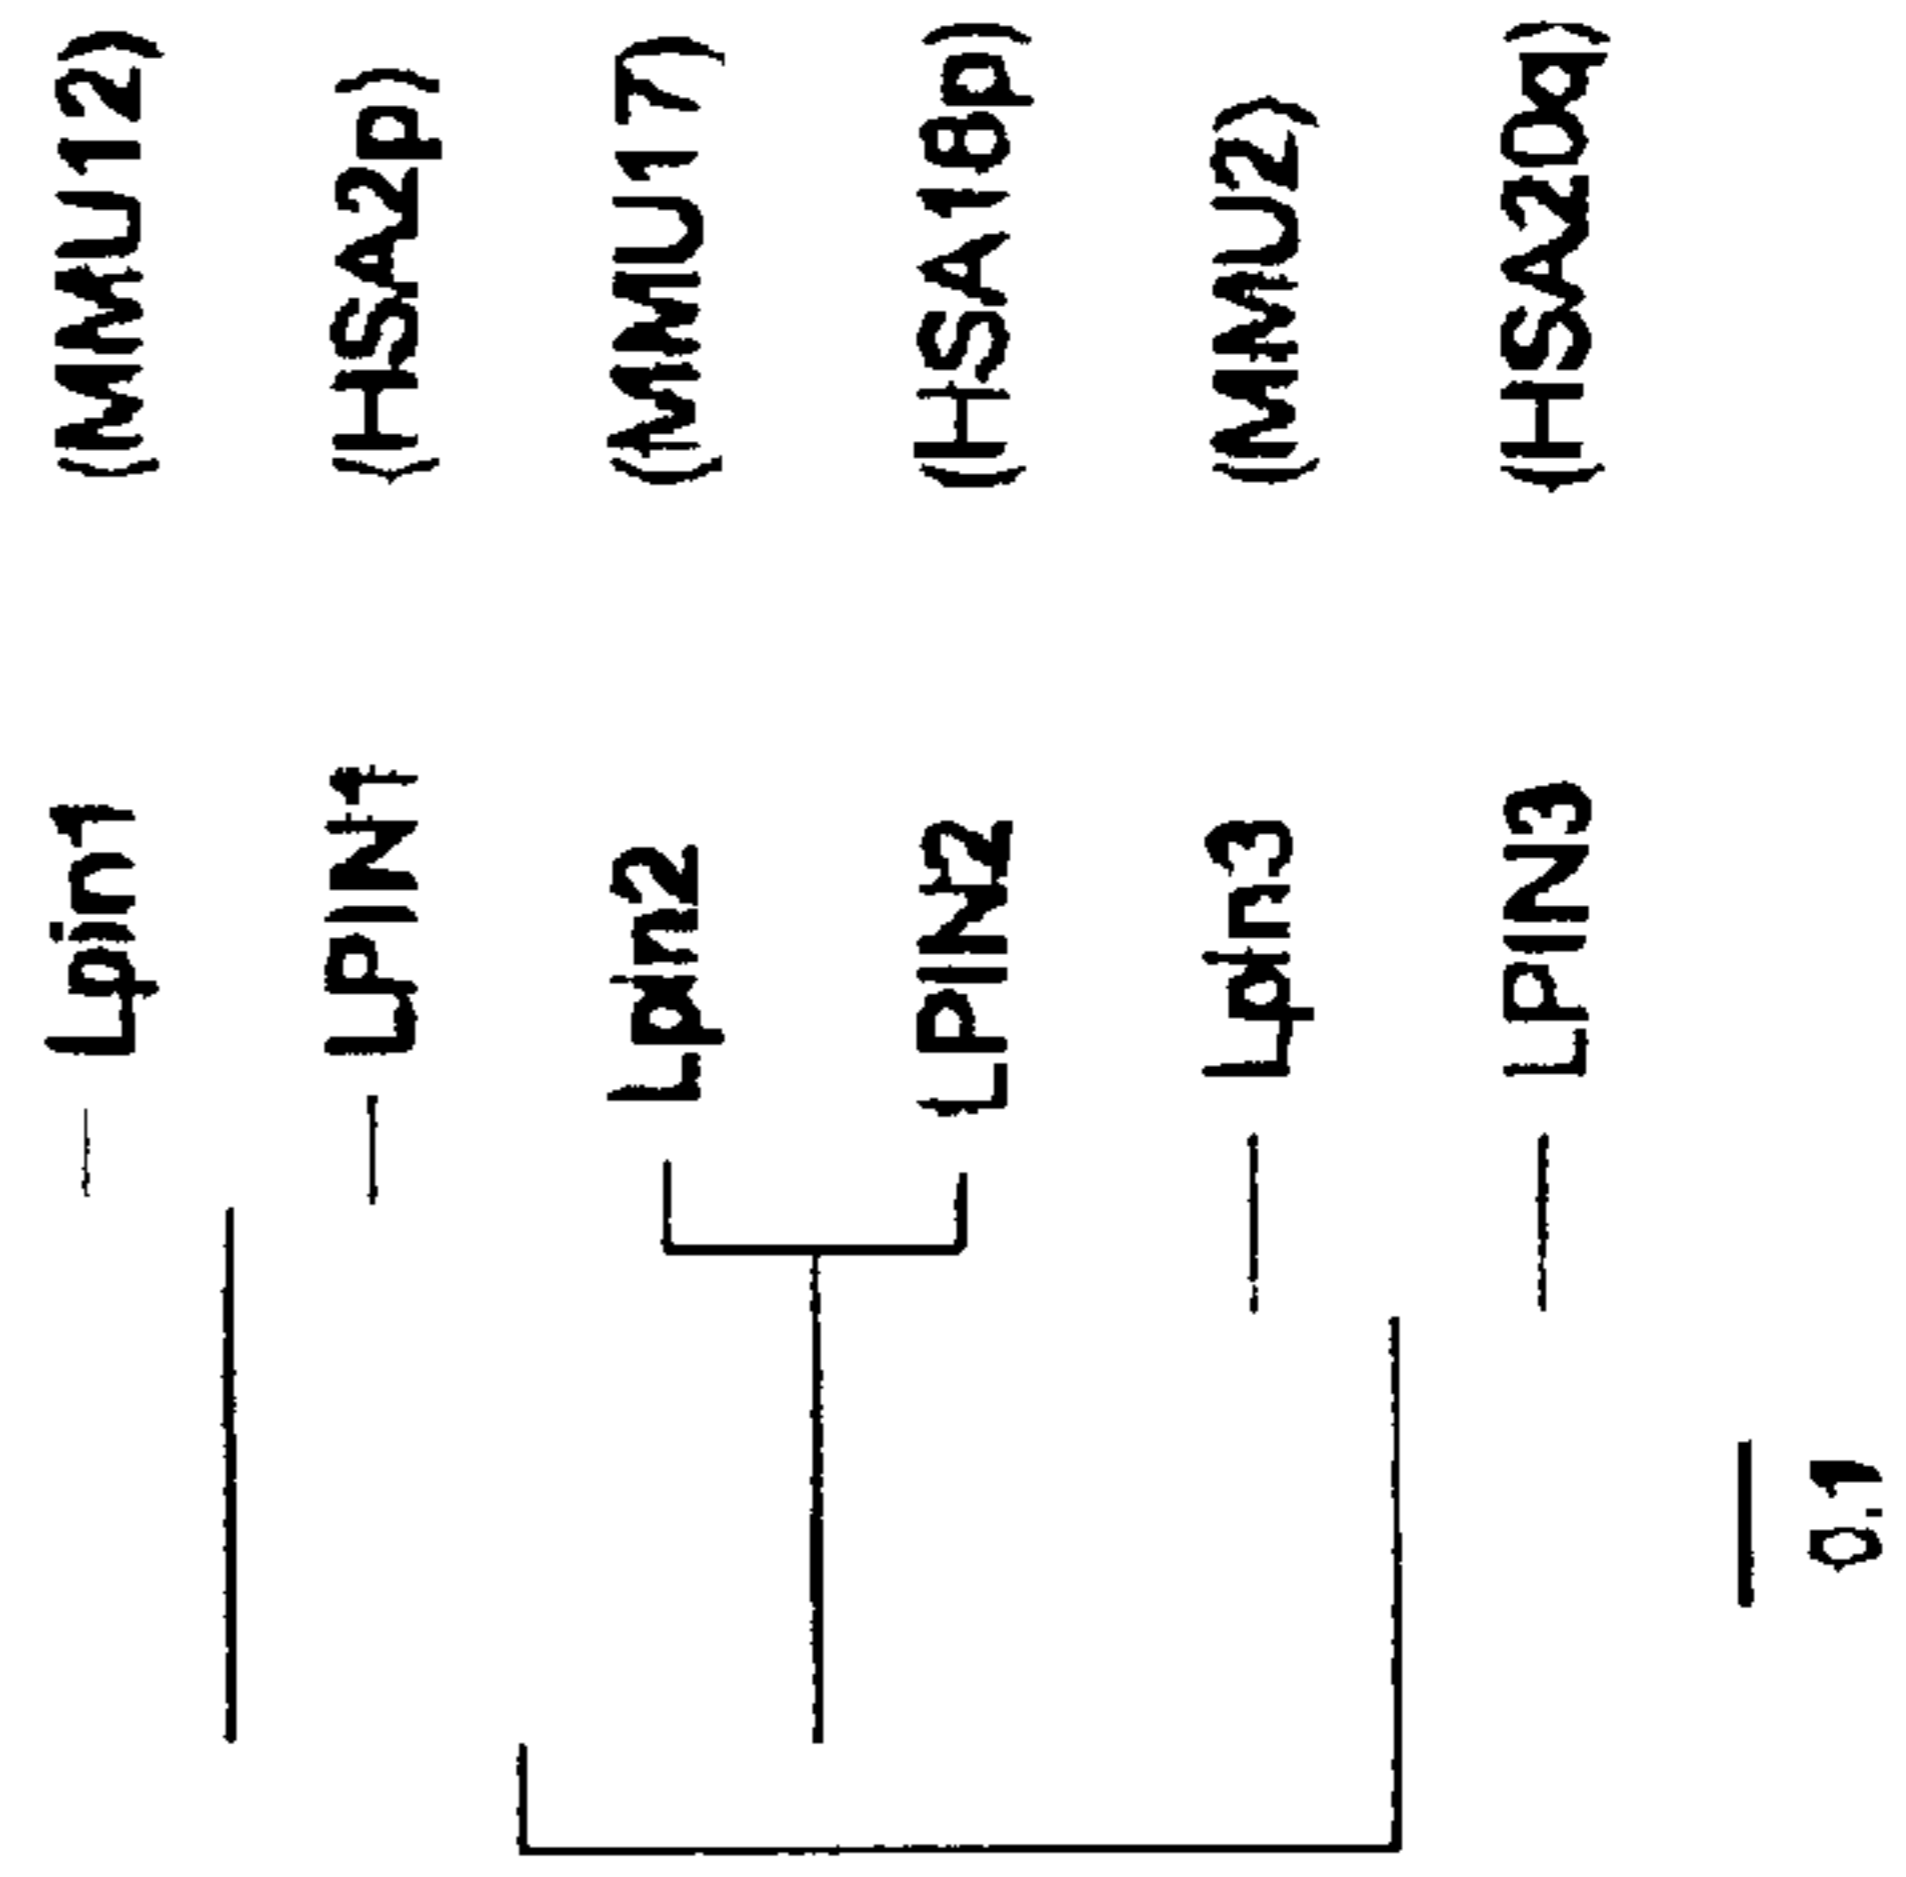 Lpin1 (MMU12)
LPIN1 (HSA2p)
Lpin2 (MMU17)
LPIN2 (HSA18p)
Lpin3 (MMU2)
LPIN3 (HSA20q)
0.1